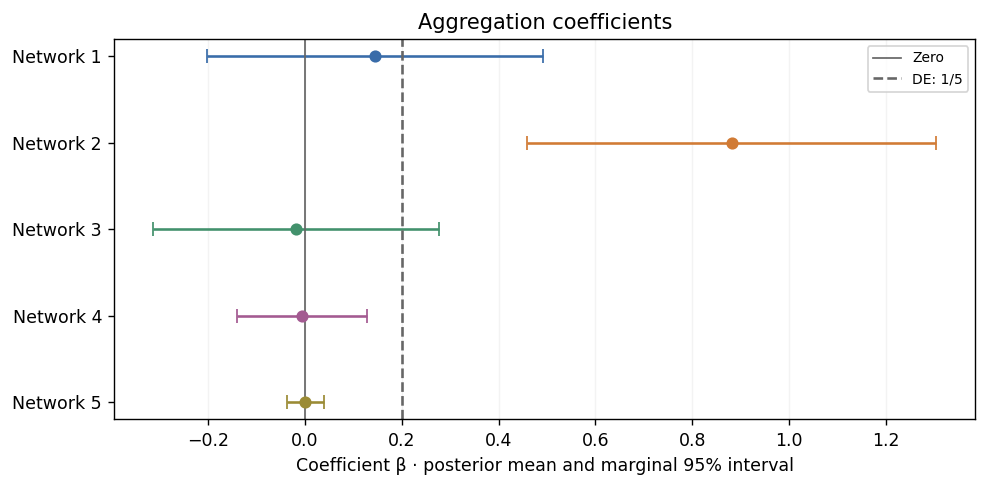 Aggregation coefficients
Network 1
Network 2
Network 3
Network 4
Network 5
Zero
DE: 1/5
−0.2 0.0 0.2 0.4 0.6 0.8 1.0 1.2
Coefficient β · posterior mean and marginal 95% interval